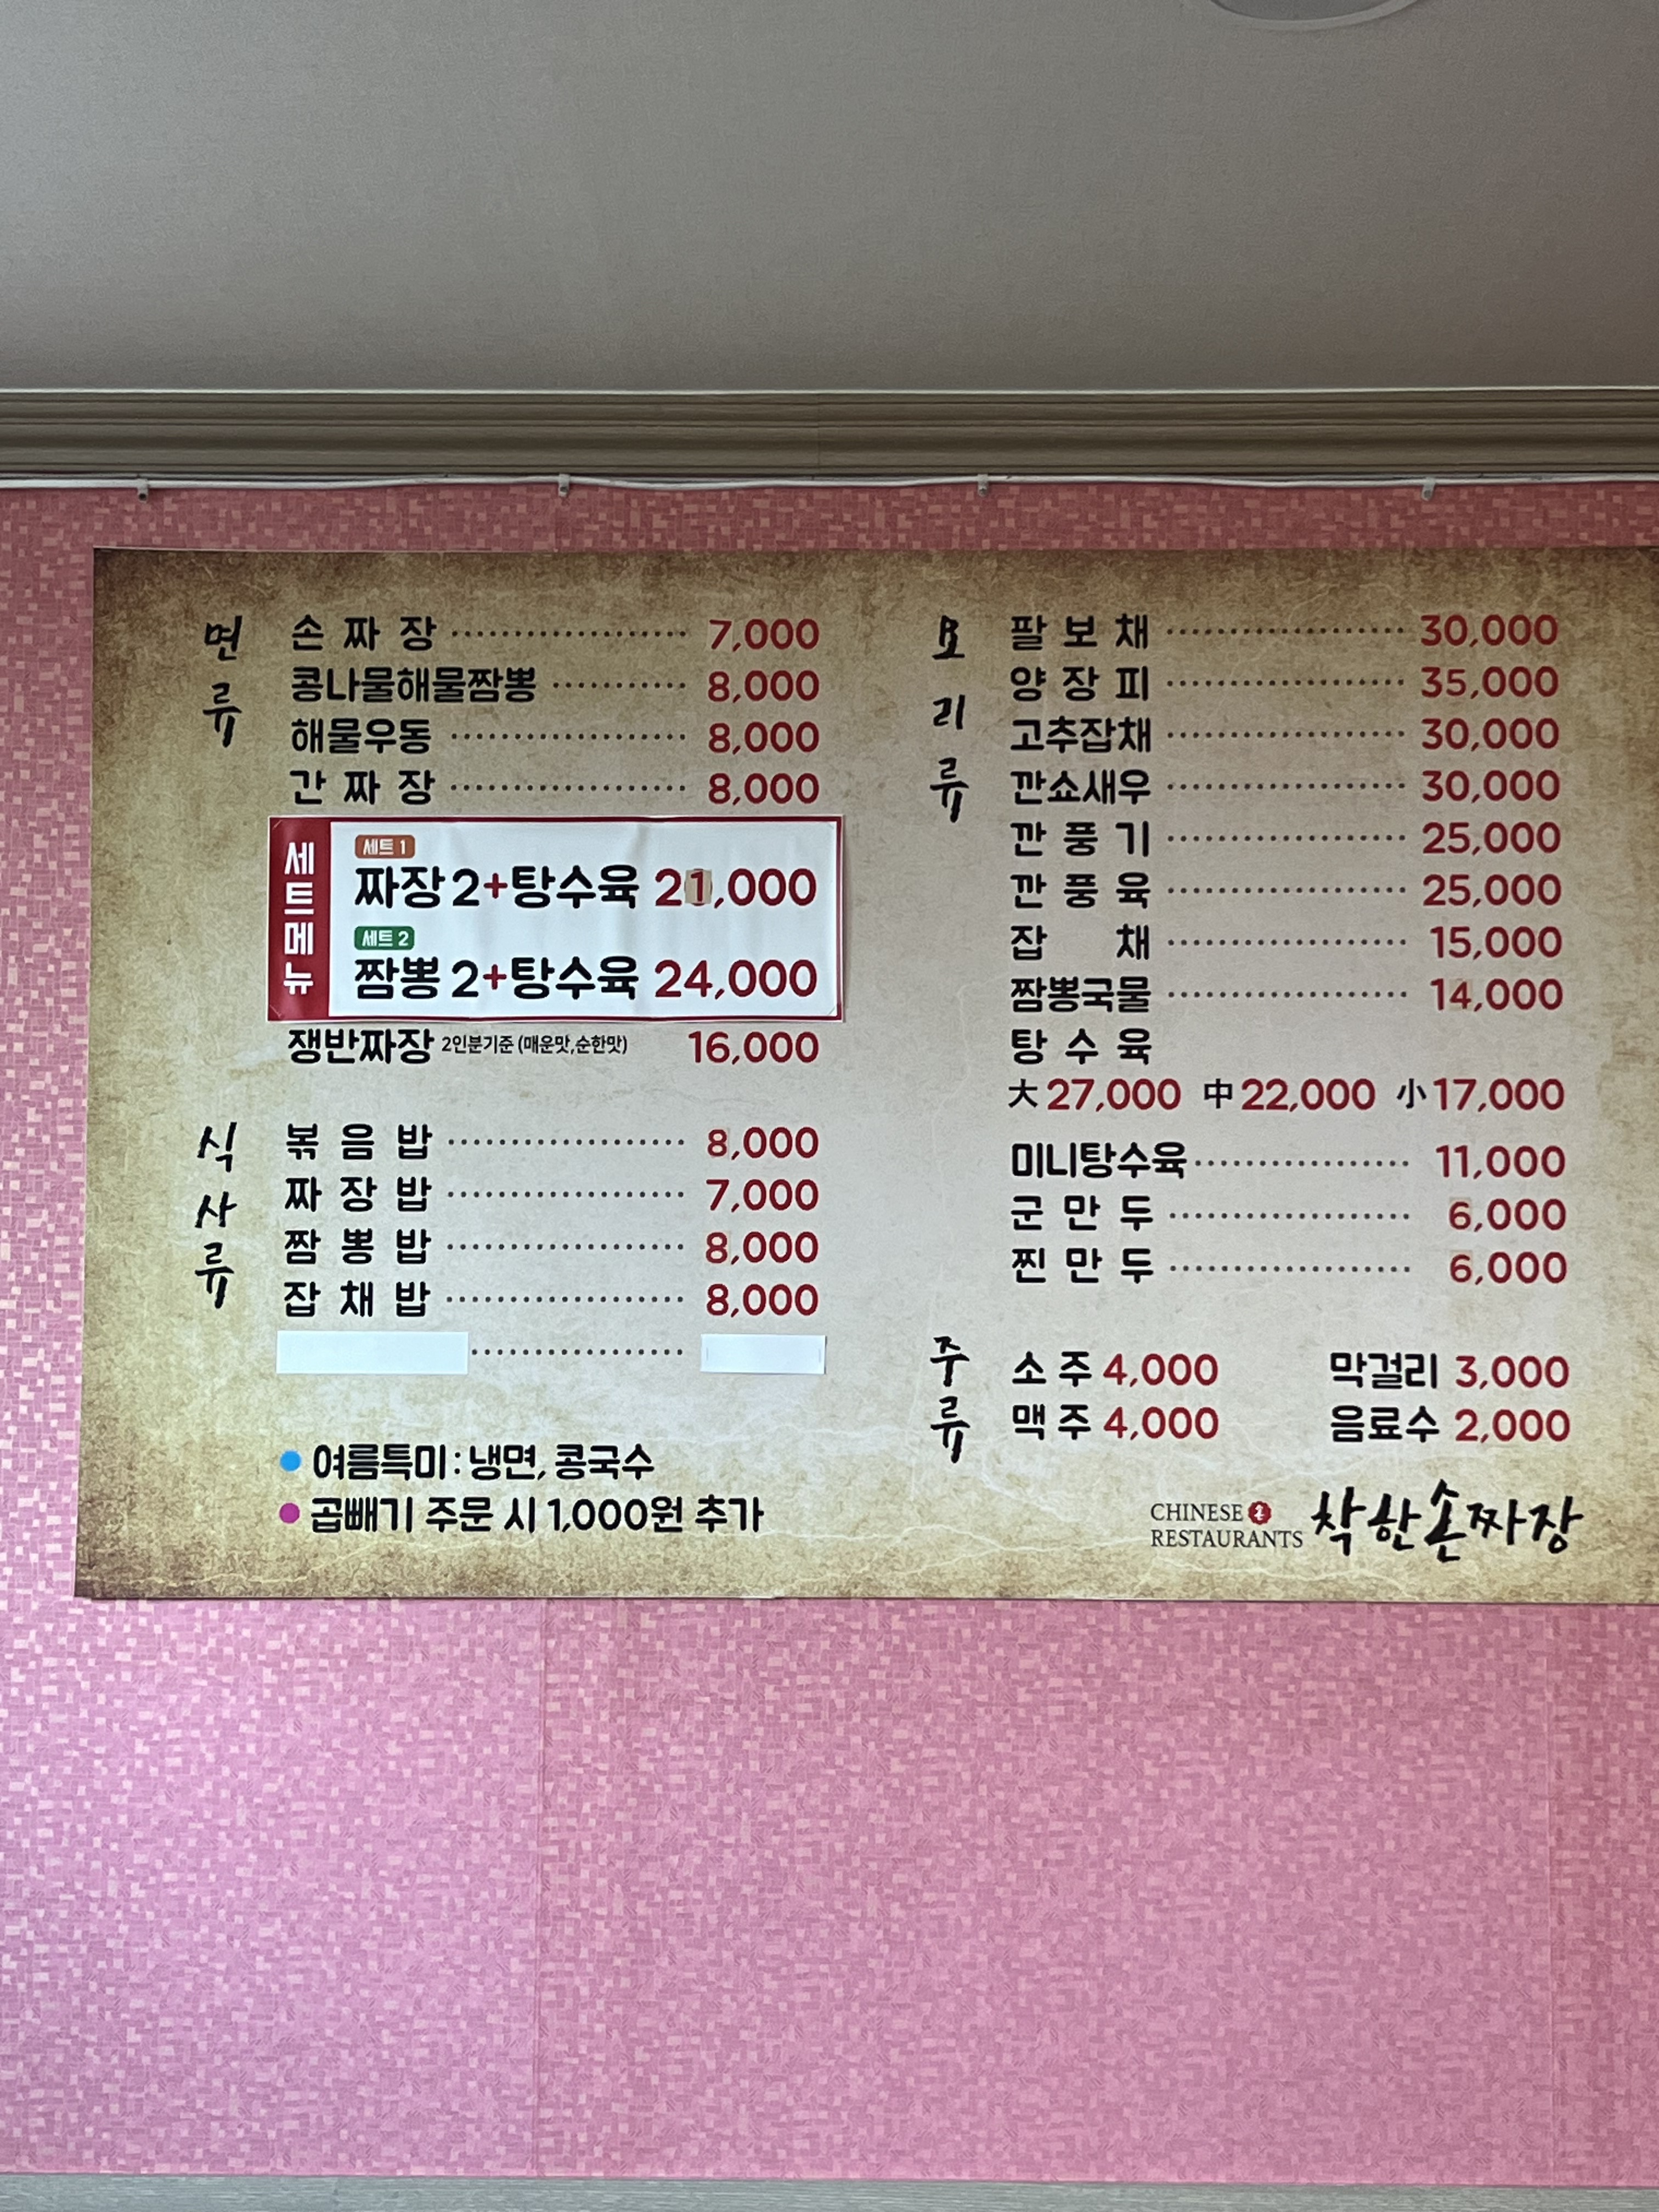 면류
손짜장 7,000
콩나물해물짬뽕 8,000
해물우동 8,000
간짜장 8,000
세트메뉴
세트 1
짜장 2+탕수육 21,000
세트 2
짬뽕 2+탕수육 24,000
쟁반짜장 2인분기준 (매운맛,순한맛) 16,000
식사류
볶음밥 8,000
짜장밥 7,000
짬뽕밥 8,000
잡채밥 8,000
여름특미 : 냉면, 콩국수
곱빼기 주문 시 1,000원 추가
요리류
팔보채 30,000
양장피 35,000
고추잡채 30,000
깐쇼새우 30,000
깐풍기 25,000
깐풍육 25,000
잡채 15,000
짬뽕국물 14,000
탕수육
大 27,000 中 22,000 小 17,000
미니탕수육 11,000
군만두 6,000
찐만두 6,000
주류
소주 4,000 막걸리 3,000
맥주 4,000 음료수 2,000
CHINESE
RESTAURANTS
착한손짜장